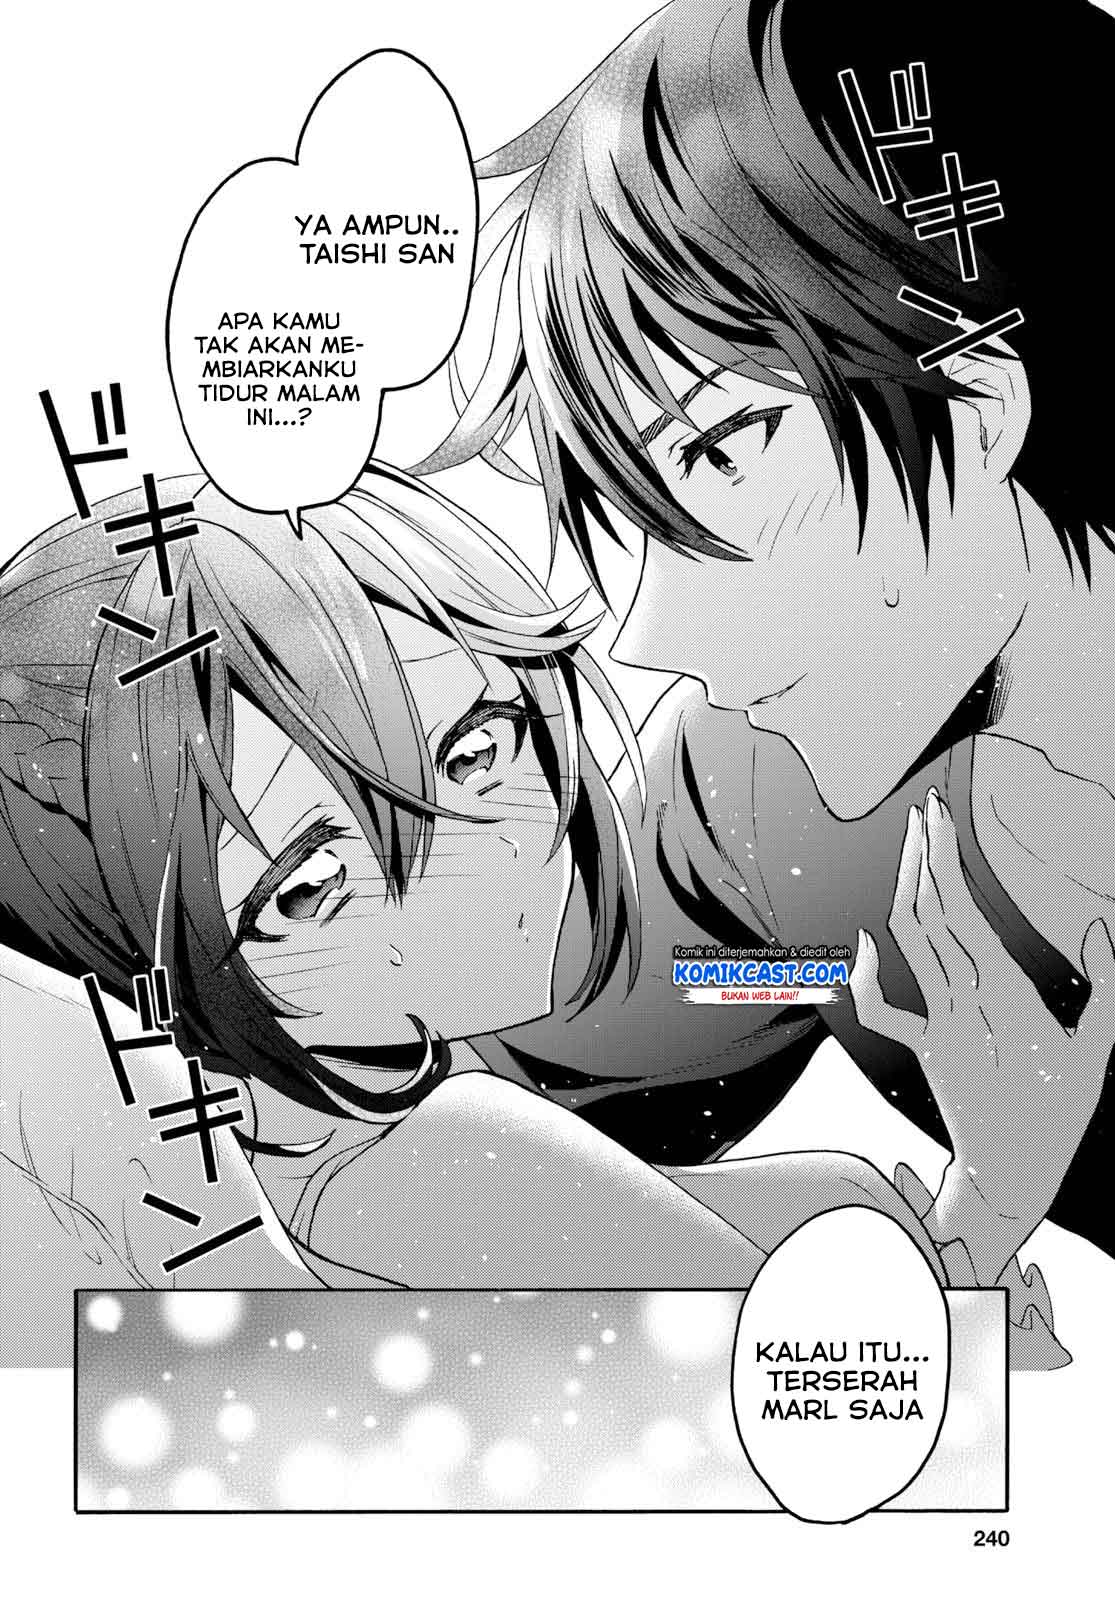 YA AMPUN..
TAISHI SAN
APA KAMU
TAK AKAN ME-
MBIARKANKU
TIDUR MALAM
INI...?
ドキン
ドキン
ドキン
Komik ini diterjemahkan & diedit oleh
KOMIKCAST.COM
BUKAN WEB LAIN!!
KALAU ITU...
TERSERAH
MARL SAJA
240